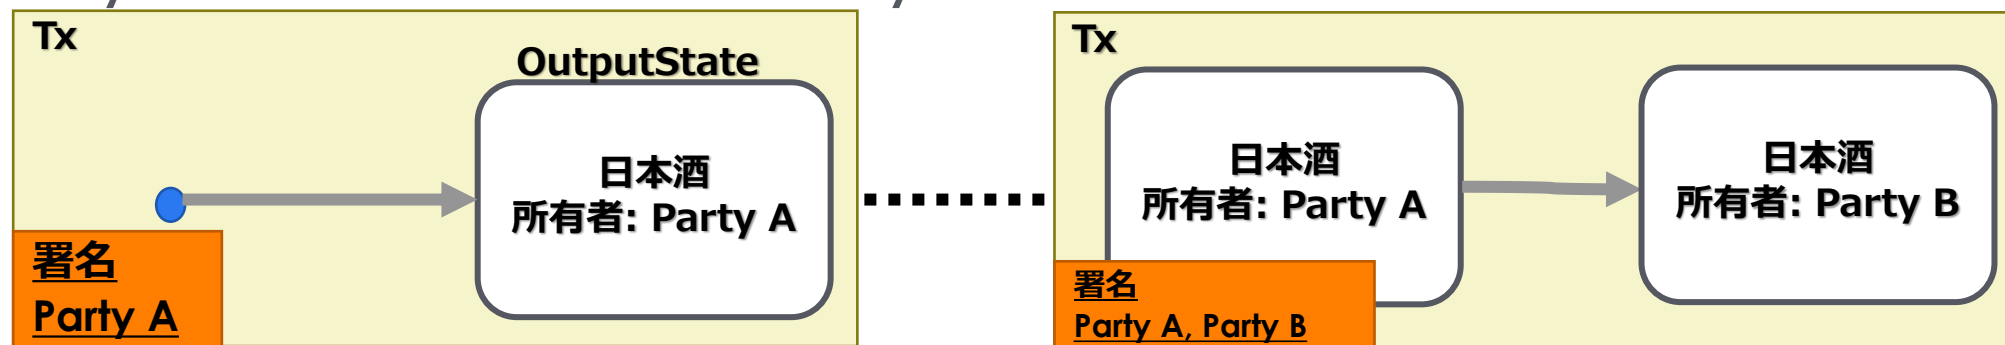 Tx
OutputState
日本酒
所有者: Party A
署名
Party A
Tx
日本酒
所有者: Party A
日本酒
所有者: Party B
署名
Party A, Party B